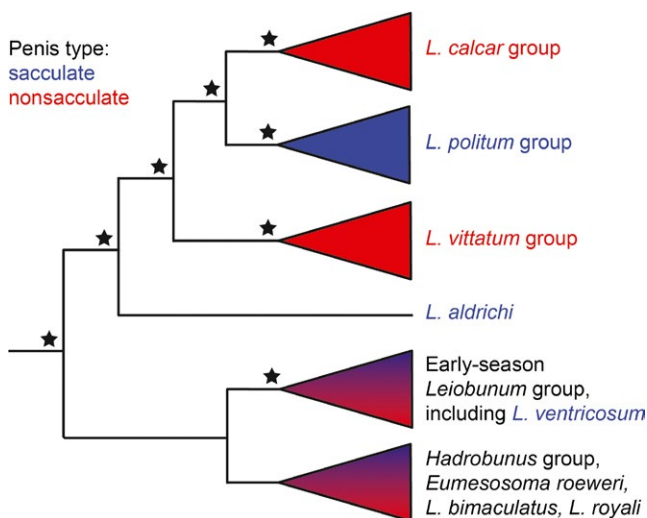 Penis type:
sacculate
nonsacculate
L. calcar group
L. politum group
L. vittatum group
L. aldrichi
Early-season
Leiobunum group,
including L. ventricosum
Hadrobunus group,
Eumesosoma roeweri,
L. bimaculatus, L. royali